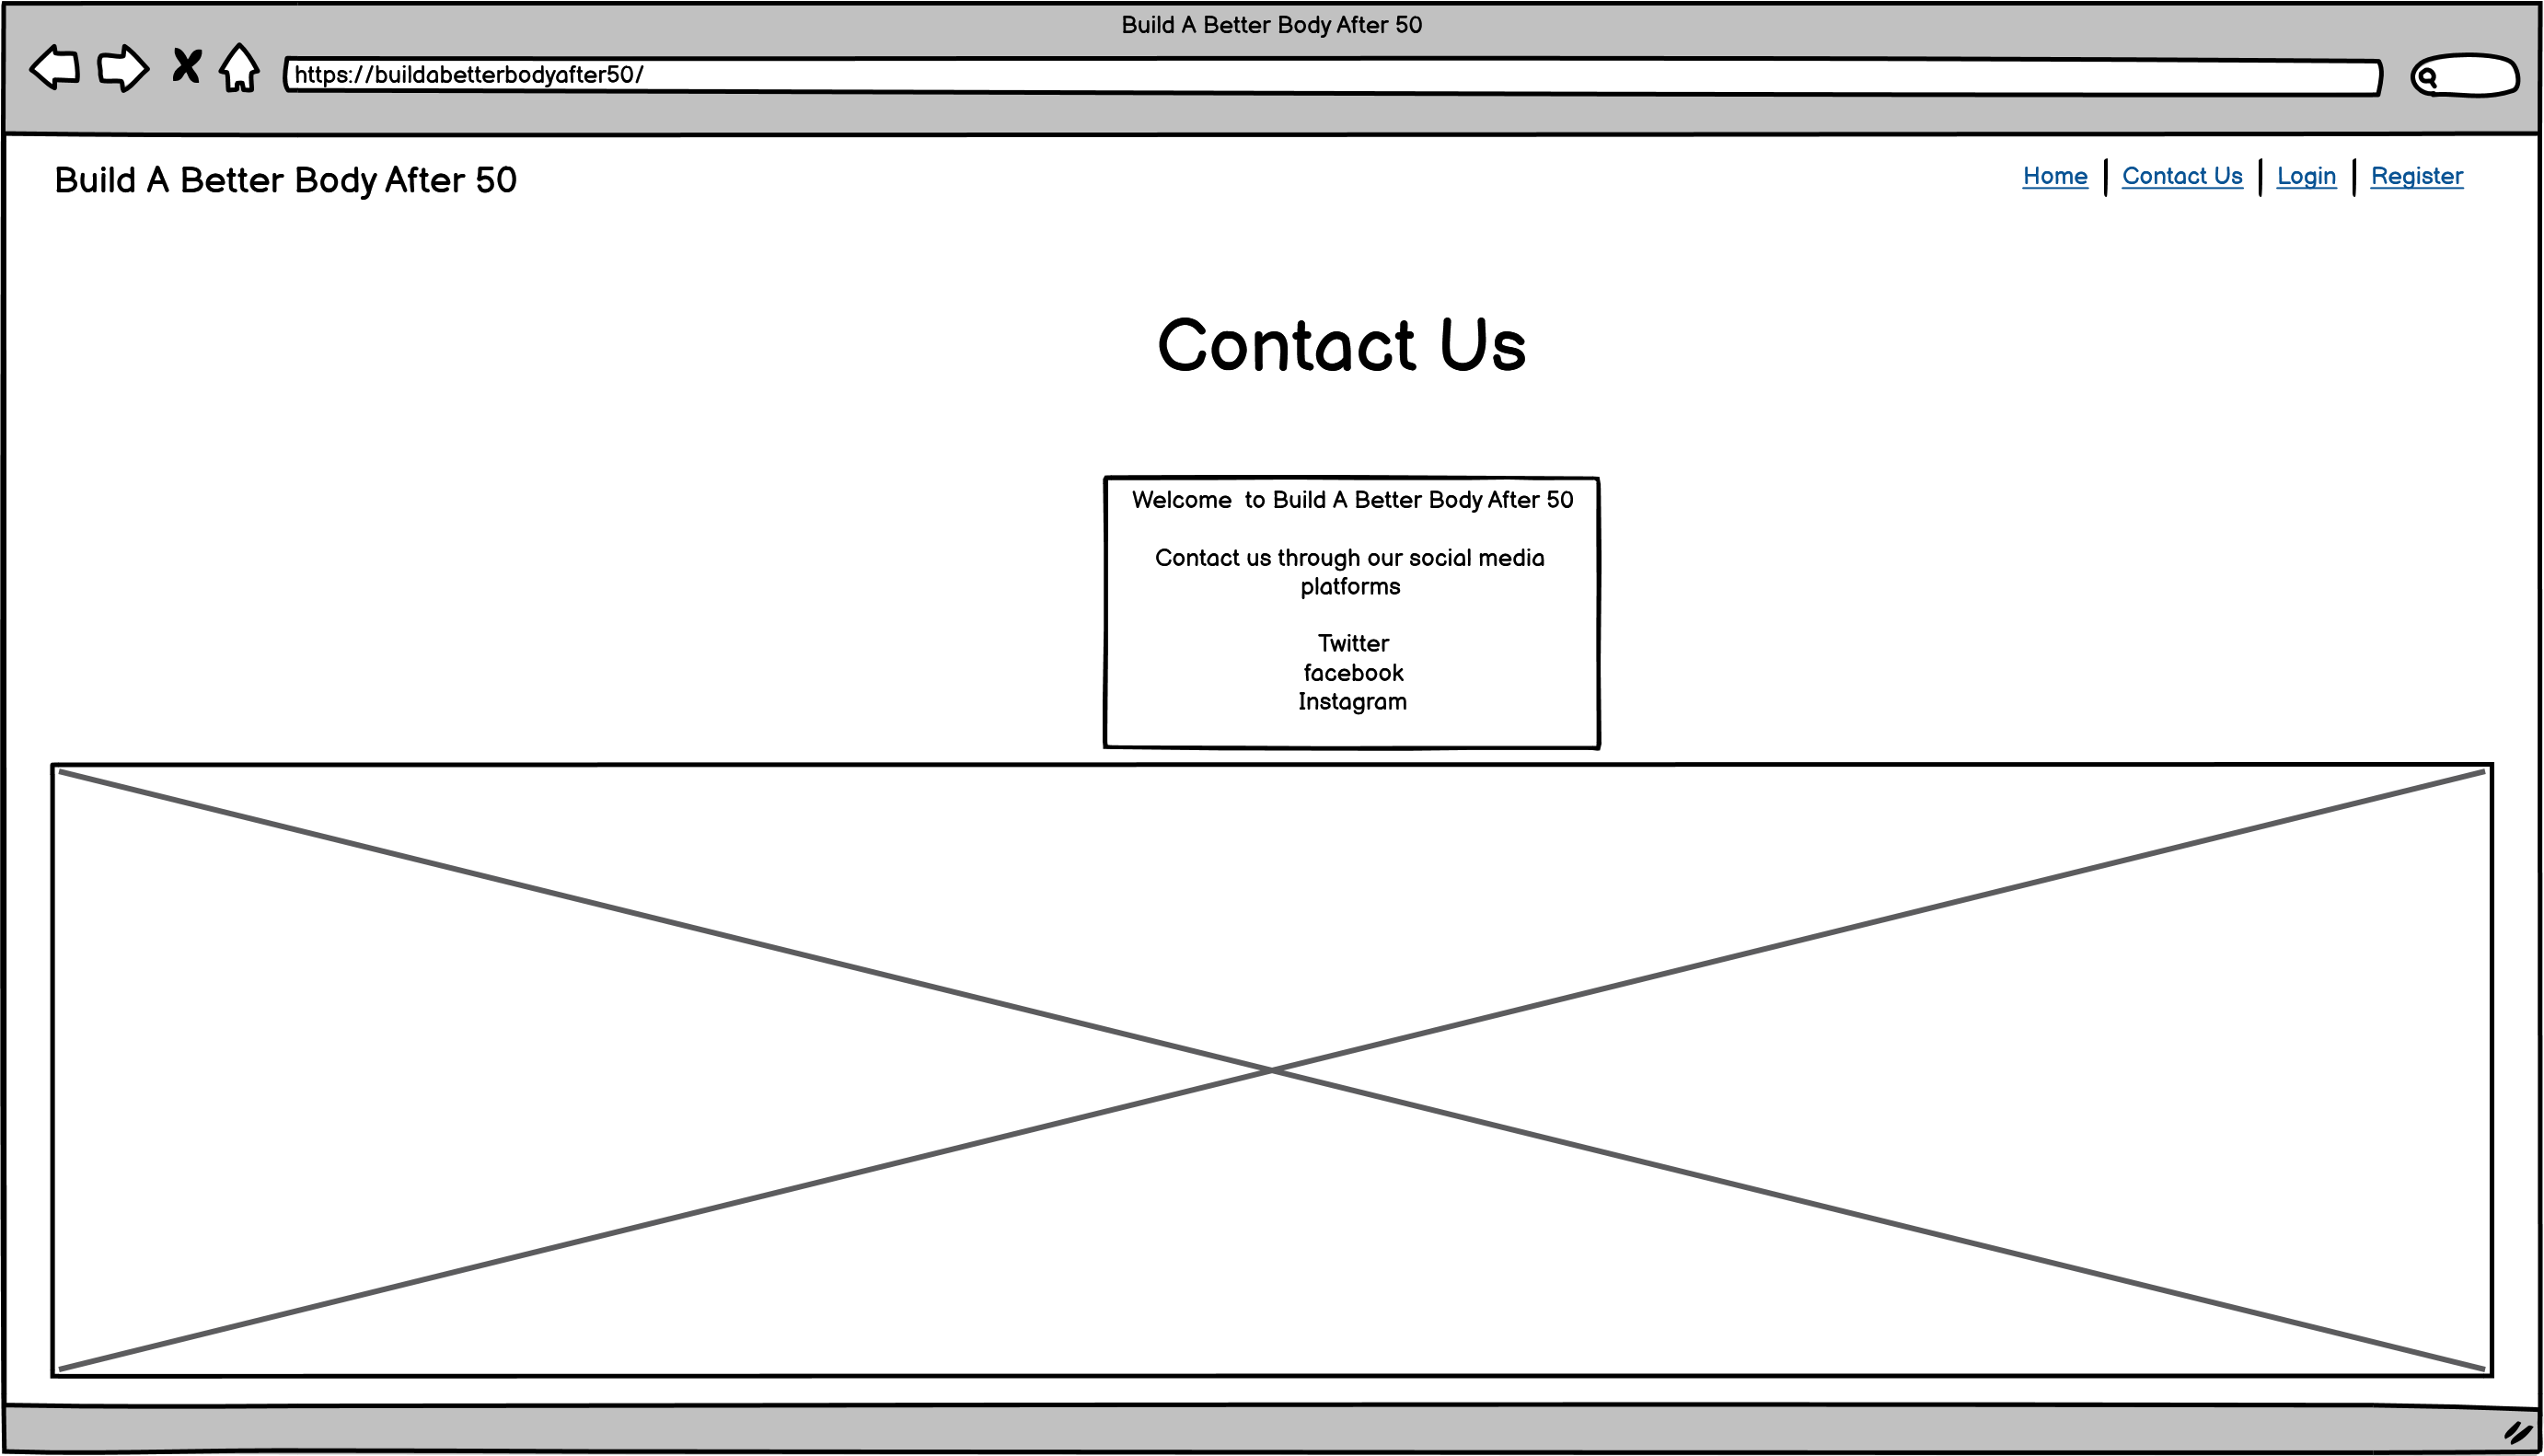 Build A Better Body After 50
https://buildabetterbodyafter50/
Build A Better Body After 50
Home Contact Us Login Register
Contact Us
Welcome  to Build A Better Body After 50
Contact us through our social media
platforms
Twitter
facebook
Instagram